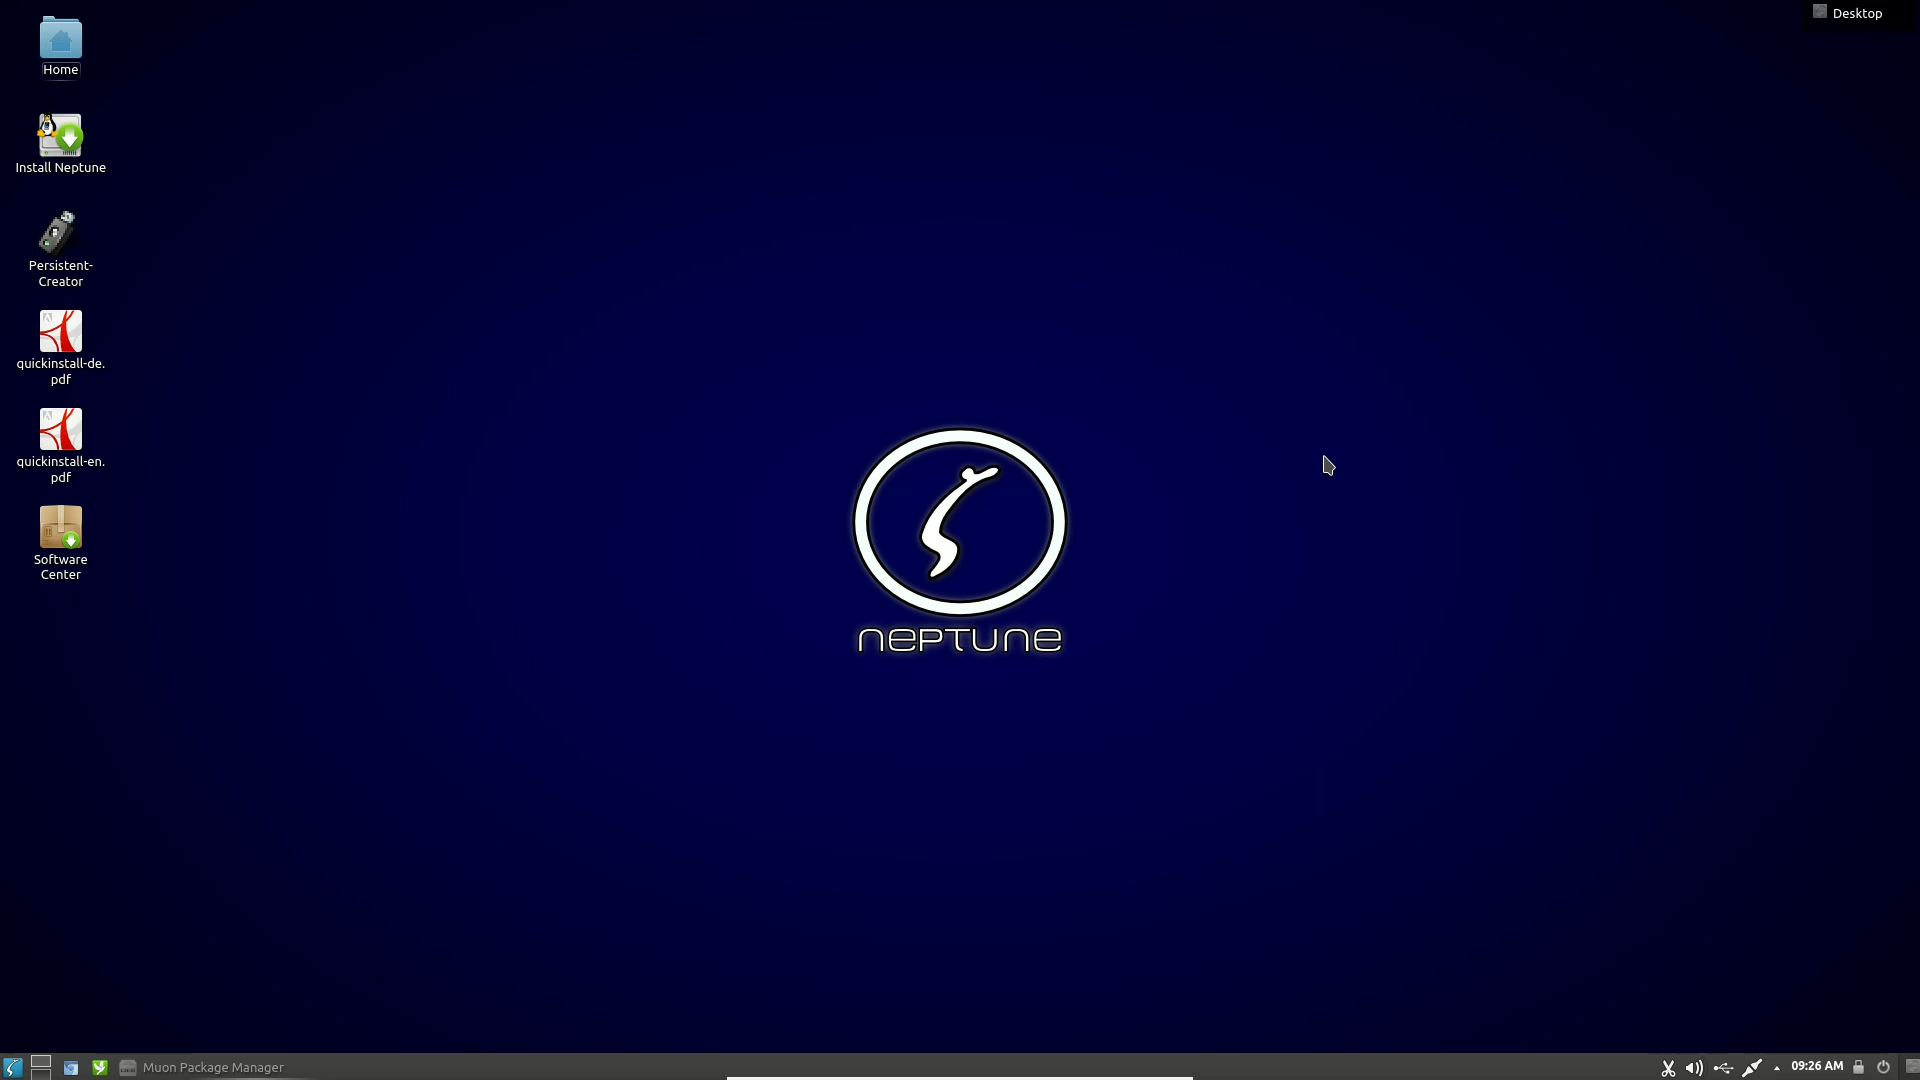 Desktop
Home
Install Neptune
Persistent-
Creator
quickinstall-de.
pdf
quickinstall-en.
pdf
Software
Center
NEPTUNE
Muon Package Manager
09:26 AM